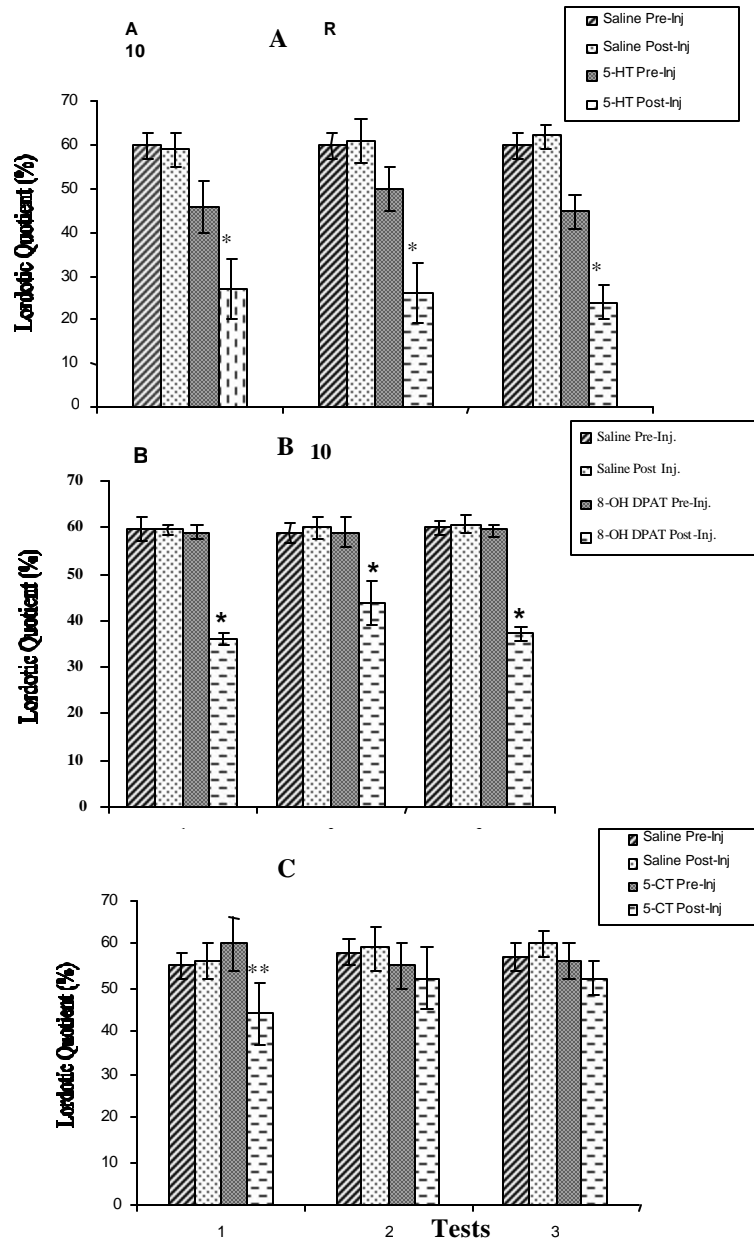 A
10
A
R
Saline Pre-Inj
Saline Post-Inj
5-HT Pre-Inj
5-HT Post-Inj
Lordotic Quotient (%)
70
60
50
40
30
20
10
0
*
*
*
B
B
10
Saline Pre-Inj.
Saline Post Inj.
8-OH DPAT Pre-Inj.
8-OH DPAT Post-Inj.
Lordotic Quotient (%)
70
60
50
40
30
20
10
0
*
*
*
C
Saline Pre-Inj
Saline Post-Inj
5-CT Pre-Inj
5-CT Post-Inj
Lordotic Quotient (%)
70
60
50
40
30
20
10
0
**
1 2 Tests 3